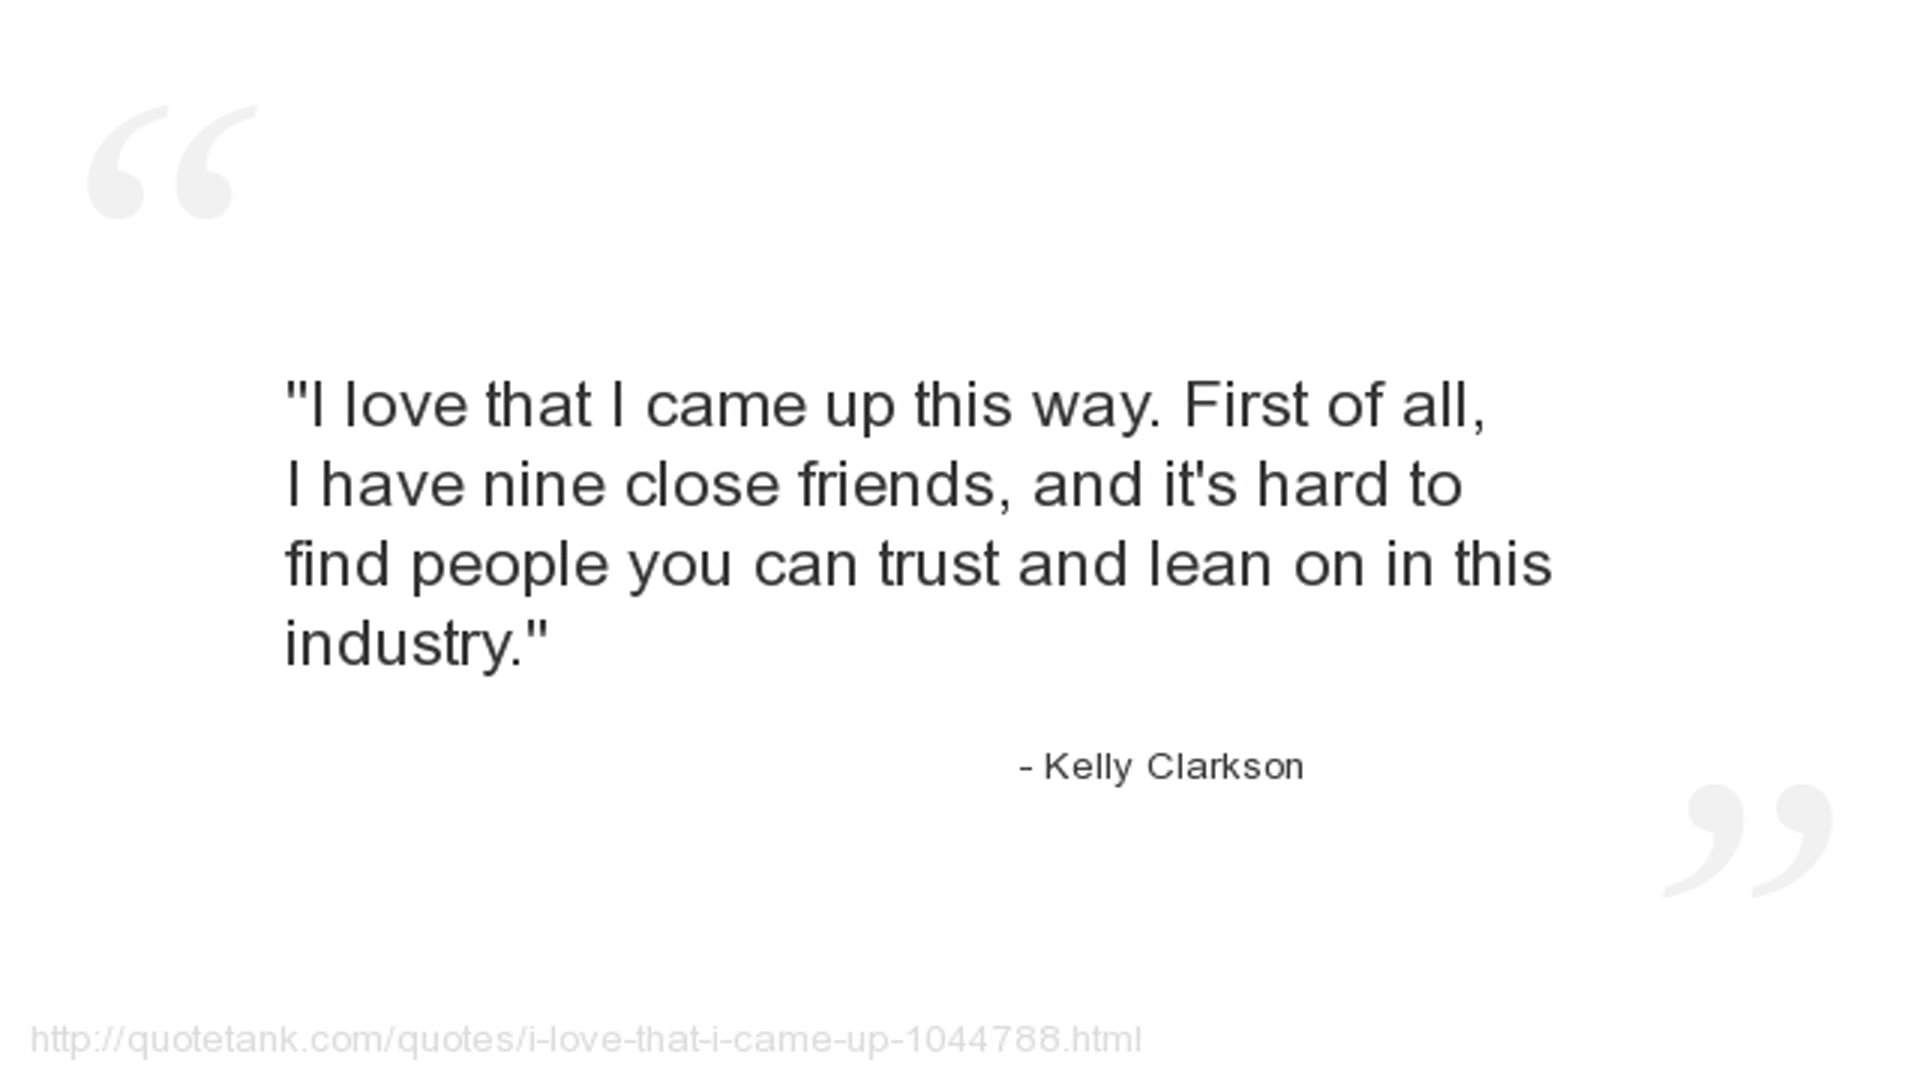 "I love that I came up this way. First of all,
I have nine close friends, and it's hard to
find people you can trust and lean on in this
industry."
- Kelly Clarkson
http://quotetank.com/quotes/i-love-that-i-came-up-1044788.html